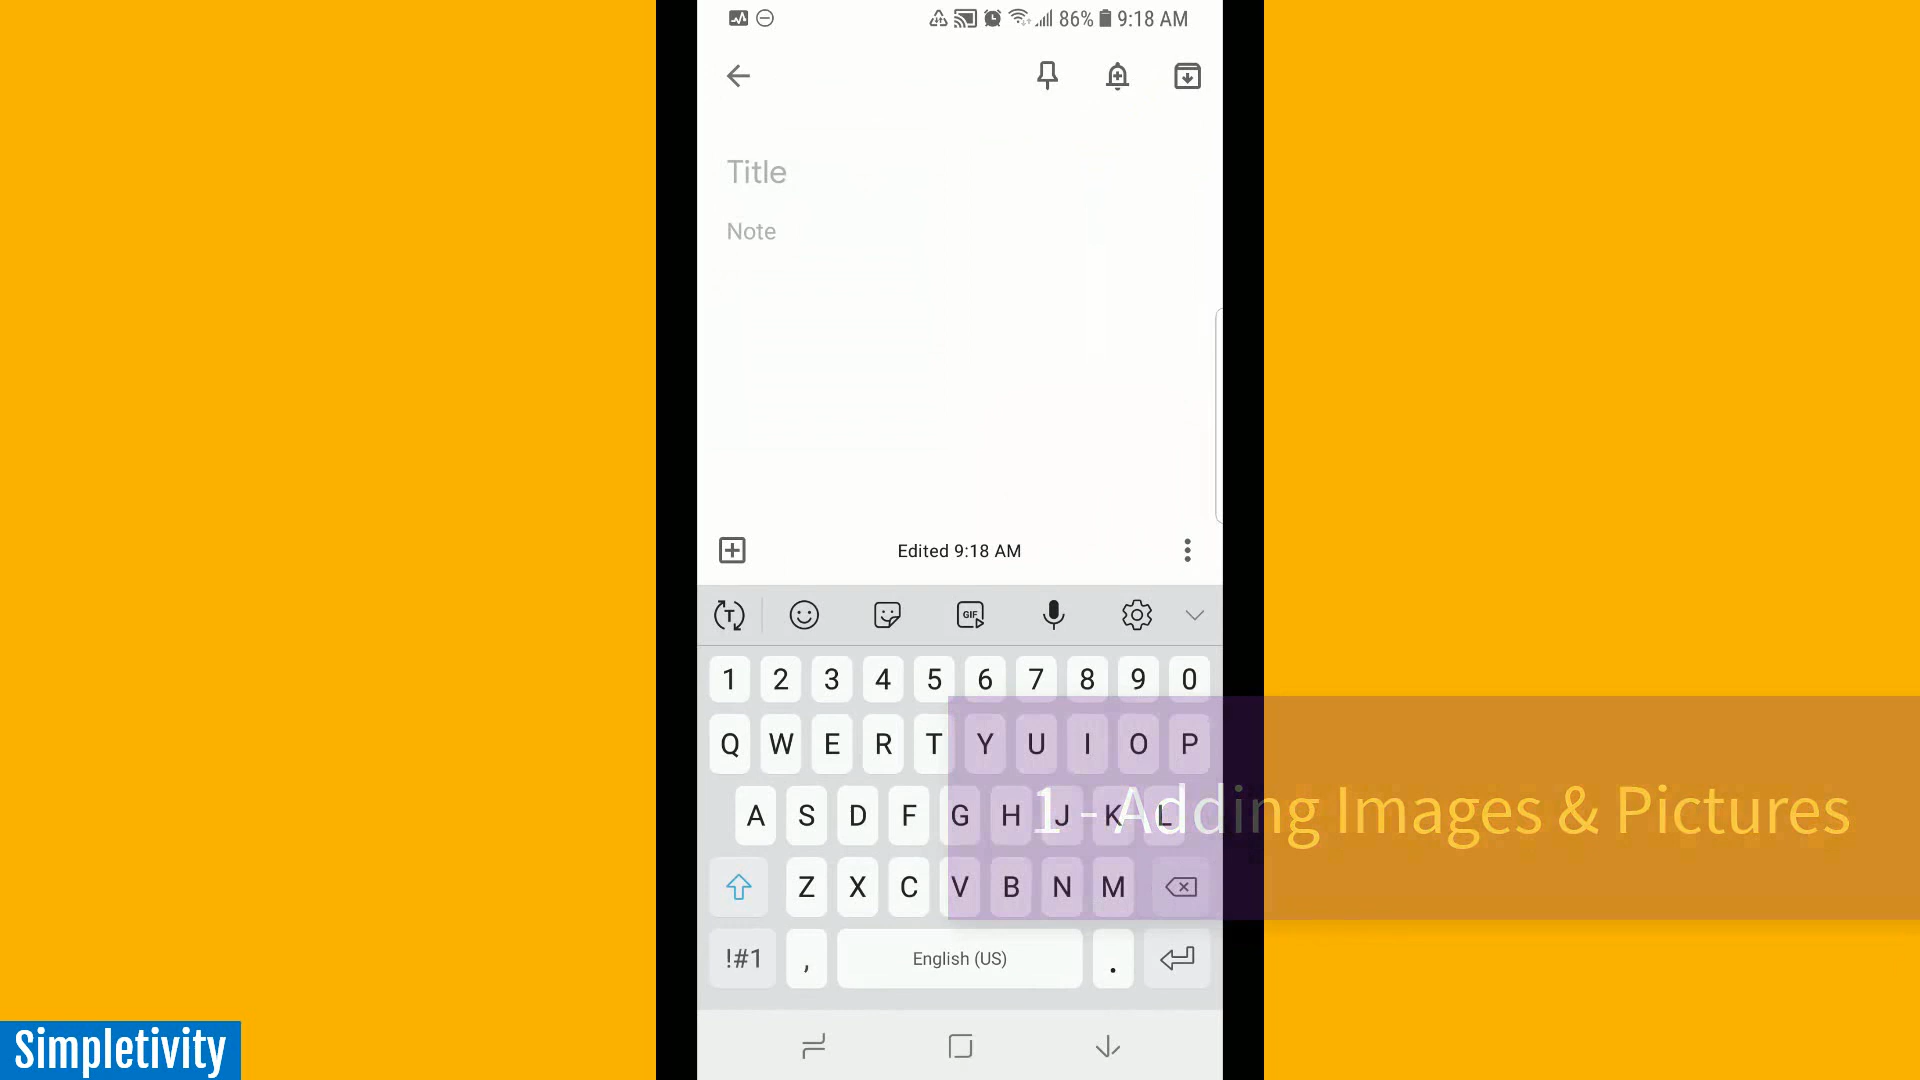 86% 9:18 AM
Title
Note
Edited 9:18 AM
T GIF
1 2 3 4 5 6 7 8 9 0
Q W E R T Y U I O P
A S D F G H J K L
1 - Adding Images & Pictures
Z X C V B N M
!#1 , English (US) .
Simpletivity